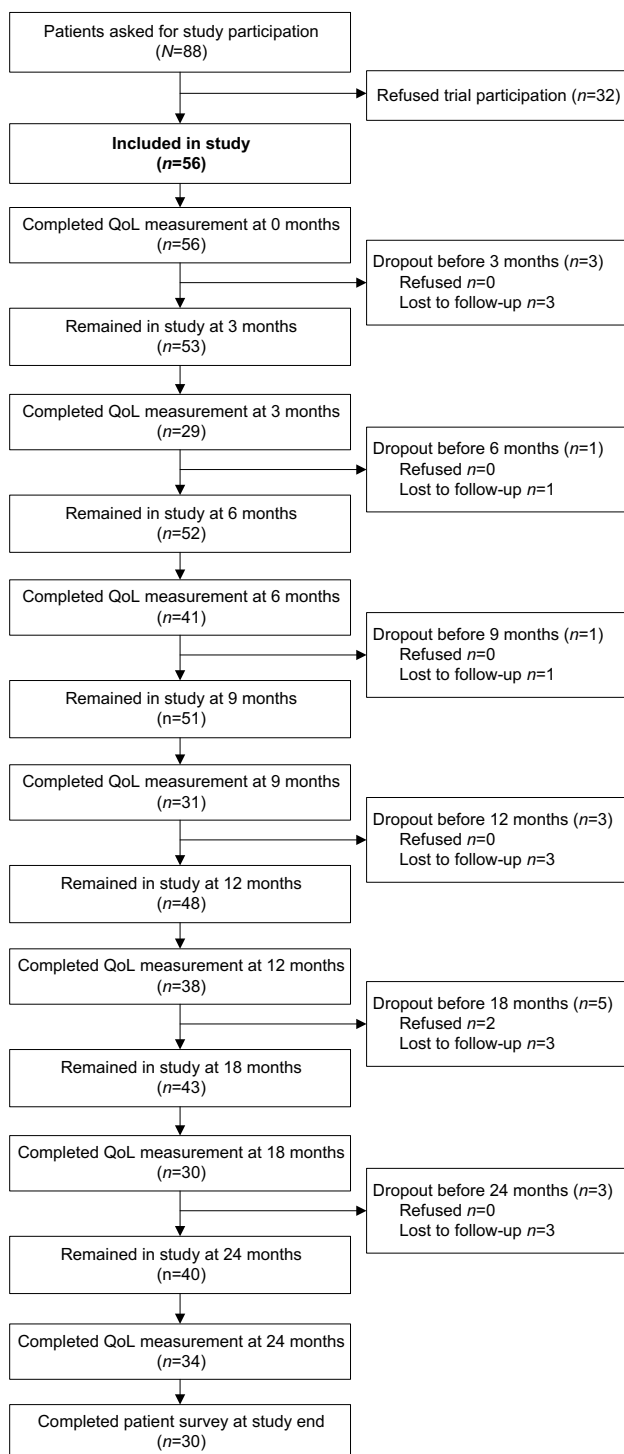 Patients asked for study participation
(N=88)
Refused trial participation (n=32)
Included in study
(n=56)
Completed QoL measurement at 0 months
(n=56)
Dropout before 3 months (n=3)
Refused n=0
Lost to follow-up n=3
Remained in study at 3 months
(n=53)
Completed QoL measurement at 3 months
(n=29)
Dropout before 6 months (n=1)
Refused n=0
Lost to follow-up n=1
Remained in study at 6 months
(n=52)
Completed QoL measurement at 6 months
(n=41)
Dropout before 9 months (n=1)
Refused n=0
Lost to follow-up n=1
Remained in study at 9 months
(n=51)
Completed QoL measurement at 9 months
(n=31)
Dropout before 12 months (n=3)
Refused n=0
Lost to follow-up n=3
Remained in study at 12 months
(n=48)
Completed QoL measurement at 12 months
(n=38)
Dropout before 18 months (n=5)
Refused n=2
Lost to follow-up n=3
Remained in study at 18 months
(n=43)
Completed QoL measurement at 18 months
(n=30)
Dropout before 24 months (n=3)
Refused n=0
Lost to follow-up n=3
Remained in study at 24 months
(n=40)
Completed QoL measurement at 24 months
(n=34)
Completed patient survey at study end
(n=30)